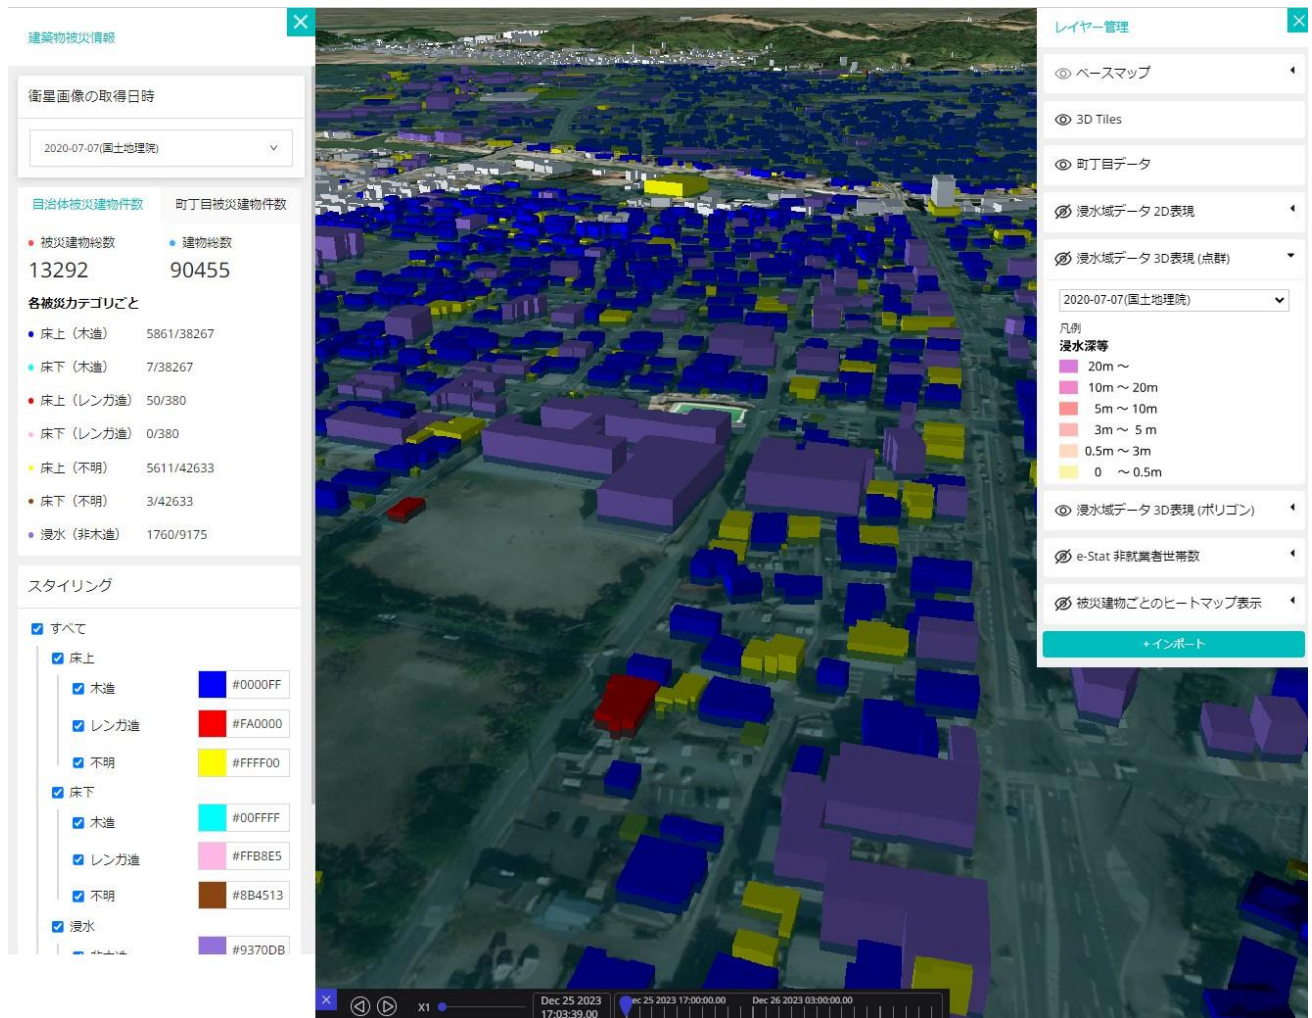 建築物被災情報
衛星画像の取得日時
2020-07-07(国土地理院)
自治体被災建物件数 町丁目被災建物件数
被災建物総数 建物総数
13292 90455
各被災カテゴリごと
床上（木造） 5861/38267
床下（木造） 7/38267
床上（レンガ造） 50/380
床下（レンガ造） 0/380
床上（不明） 5611/42633
床下（不明） 3/42633
浸水（非木造） 1760/9175
スタイリング
すべて
床上
木造 #0000FF
レンガ造 #FA0000
不明 #FFFF00
床下
木造 #00FFFF
レンガ造 #FFB8E5
不明 #8B4513
浸水
#9370DB
レイヤー管理
ベースマップ
3D Tiles
町丁目データ
浸水域データ 2D表現
浸水域データ 3D表現 (点群)
2020-07-07(国土地理院)
凡例
浸水深等
20m ～
10m ～ 20m
5m ～ 10m
3m ～ 5 m
0.5m ～ 3m
0 ～ 0.5m
浸水域データ 3D表現 (ポリゴン)
e-Stat 非就業者世帯数
被災建物ごとのヒートマップ表示
+ インポート
X1
Dec 25 2023
17:03:39.00
ec 25 2023 17:00:00.00 Dec 26 2023 03:00:00.00